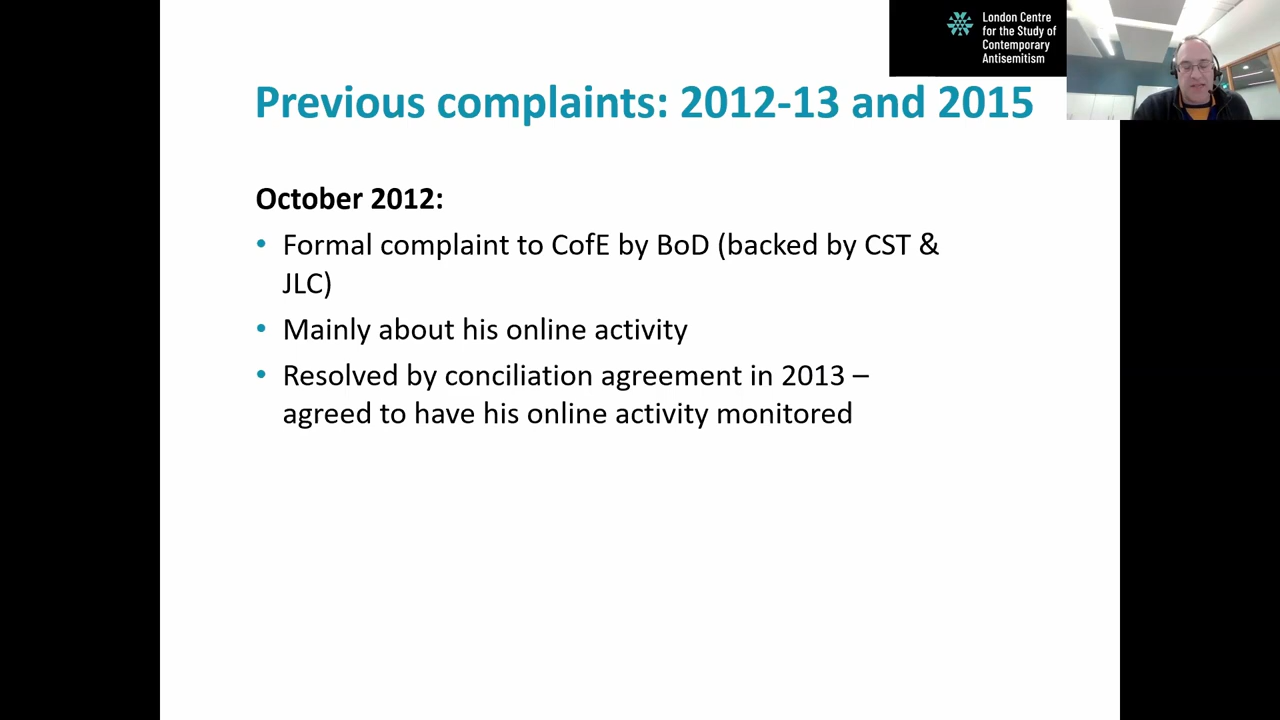 London Centre
for the Study of
Contemporary
Antisemitism
Previous complaints: 2012-13 and 2015
October 2012:
• Formal complaint to CofE by BoD (backed by CST &
JLC)
• Mainly about his online activity
• Resolved by conciliation agreement in 2013 –
agreed to have his online activity monitored